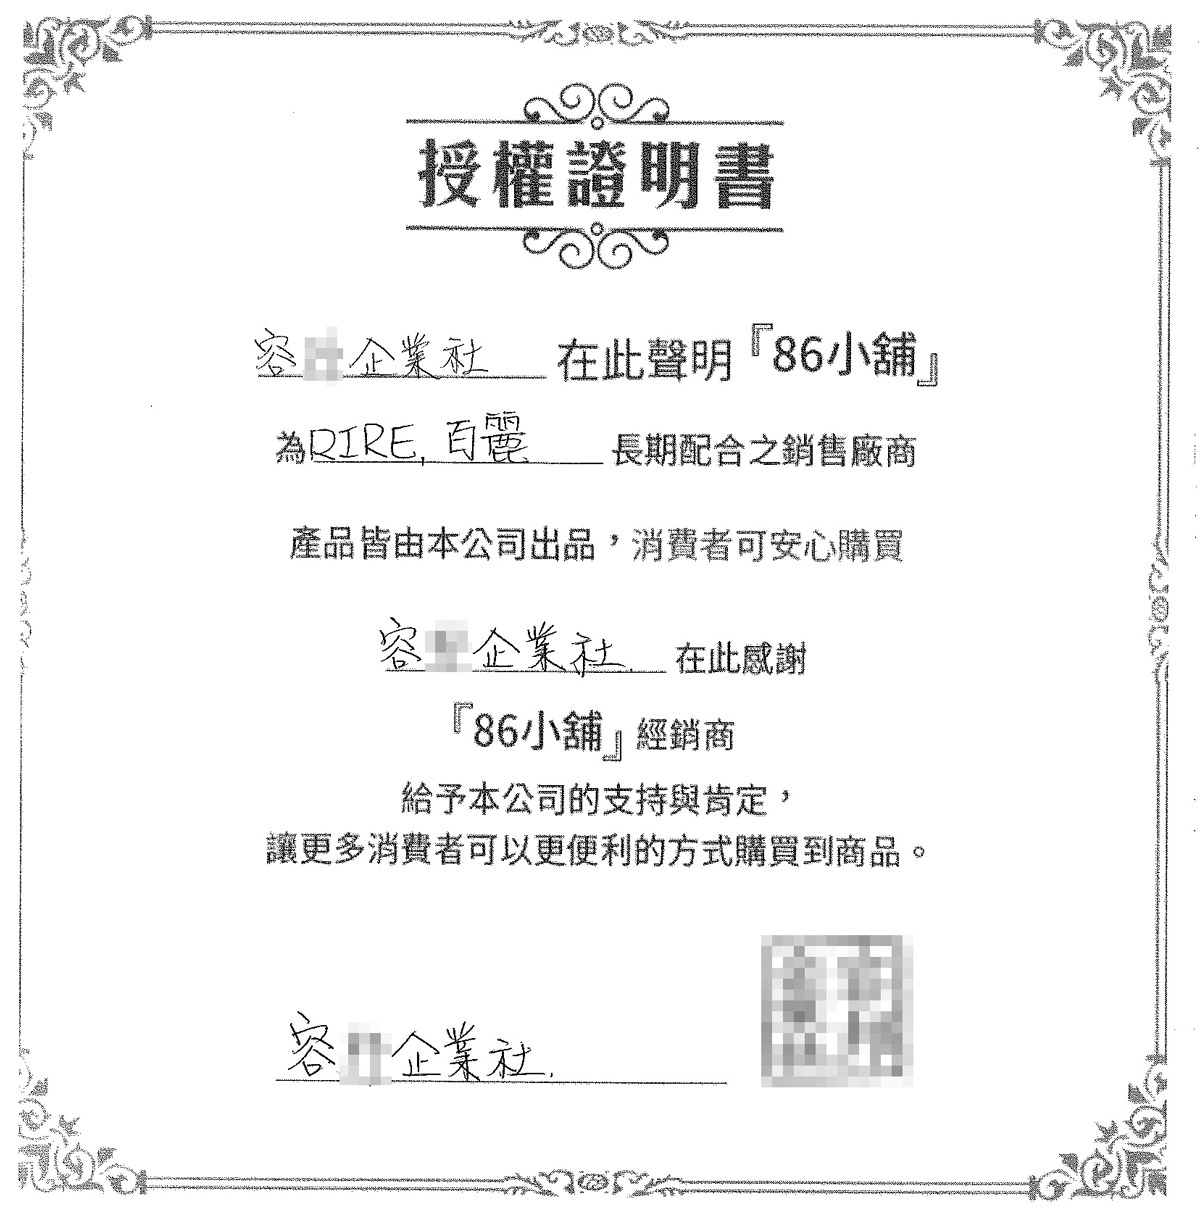 授權證明書
容 企業社 在此聲明『86小舖』
為RIRE, 百麗 長期配合之銷售廠商
產品皆由本公司出品，消費者可安心購買
容 企業社. 在此感謝
『86小舖』經銷商
給予本公司的支持與肯定，
讓更多消費者可以更便利的方式購買到商品。
容 企業社.